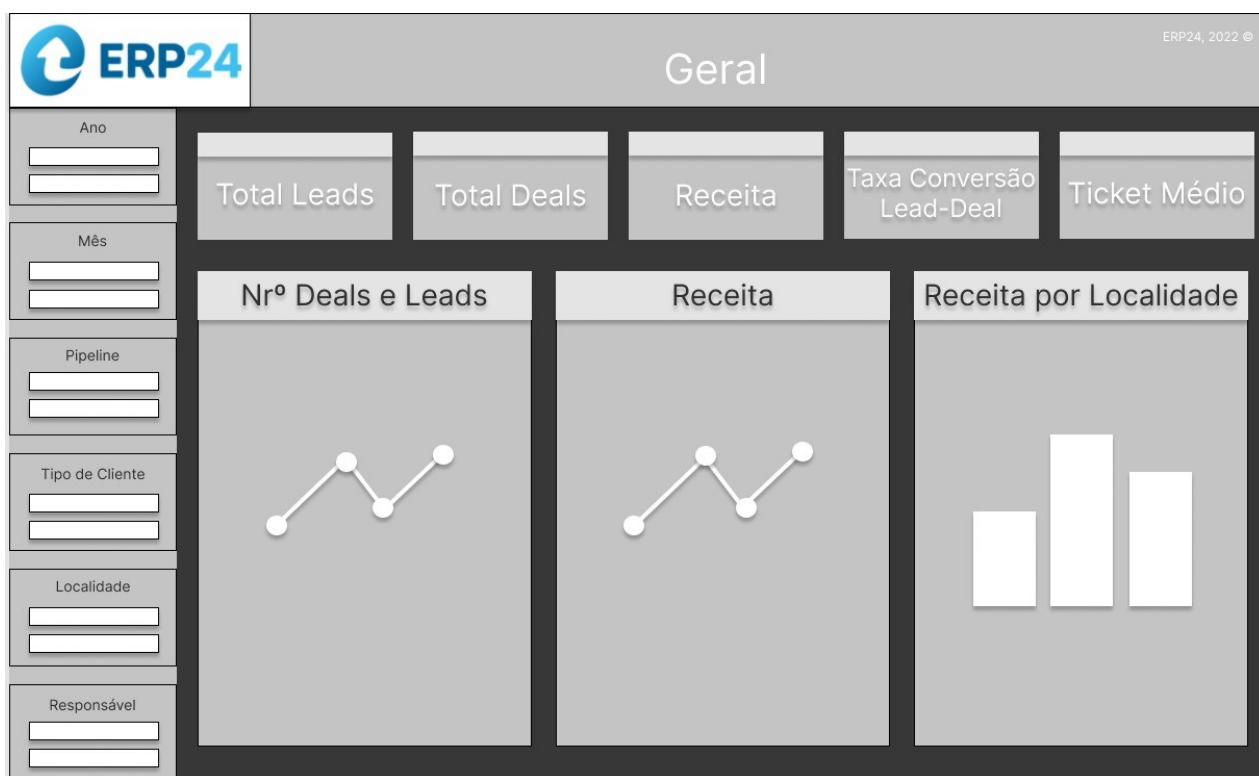 ERP24
Geral
ERP24, 2022 ©
Ano
Mês
Pipeline
Tipo de Cliente
Localidade
Responsável
Total Leads
Total Deals
Receita
Taxa Conversão
Lead-Deal
Ticket Médio
Nrº Deals e Leads
Receita
Receita por Localidade